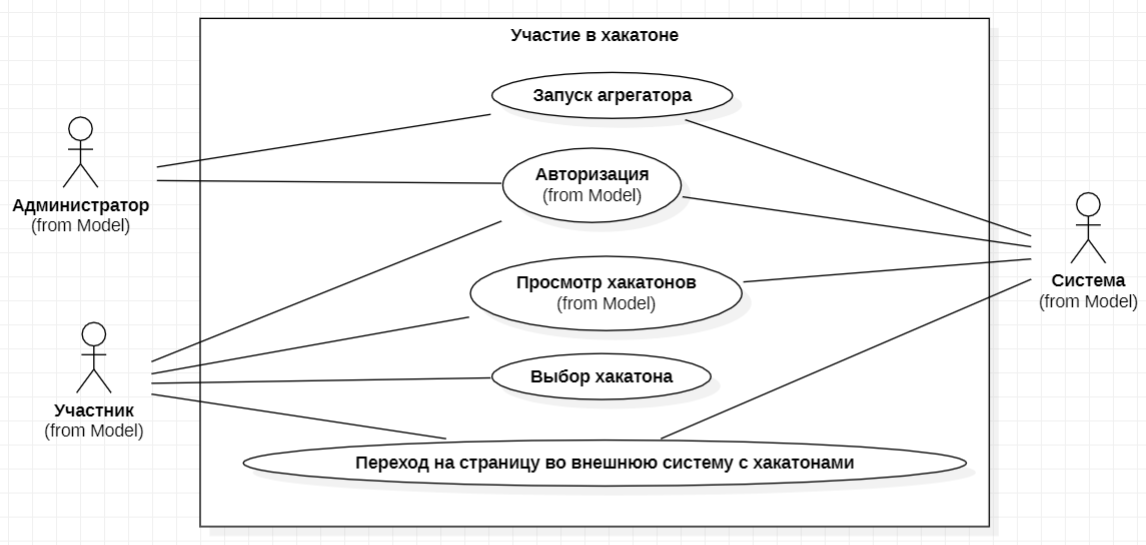 Участие в хакатоне
Запуск агрегатора
Авторизация
(from Model)
Администратор
(from Model)
Просмотр хакатонов
(from Model)
Система
(from Model)
Выбор хакатона
Участник
(from Model)
Переход на страницу во внешнюю систему с хакатонами